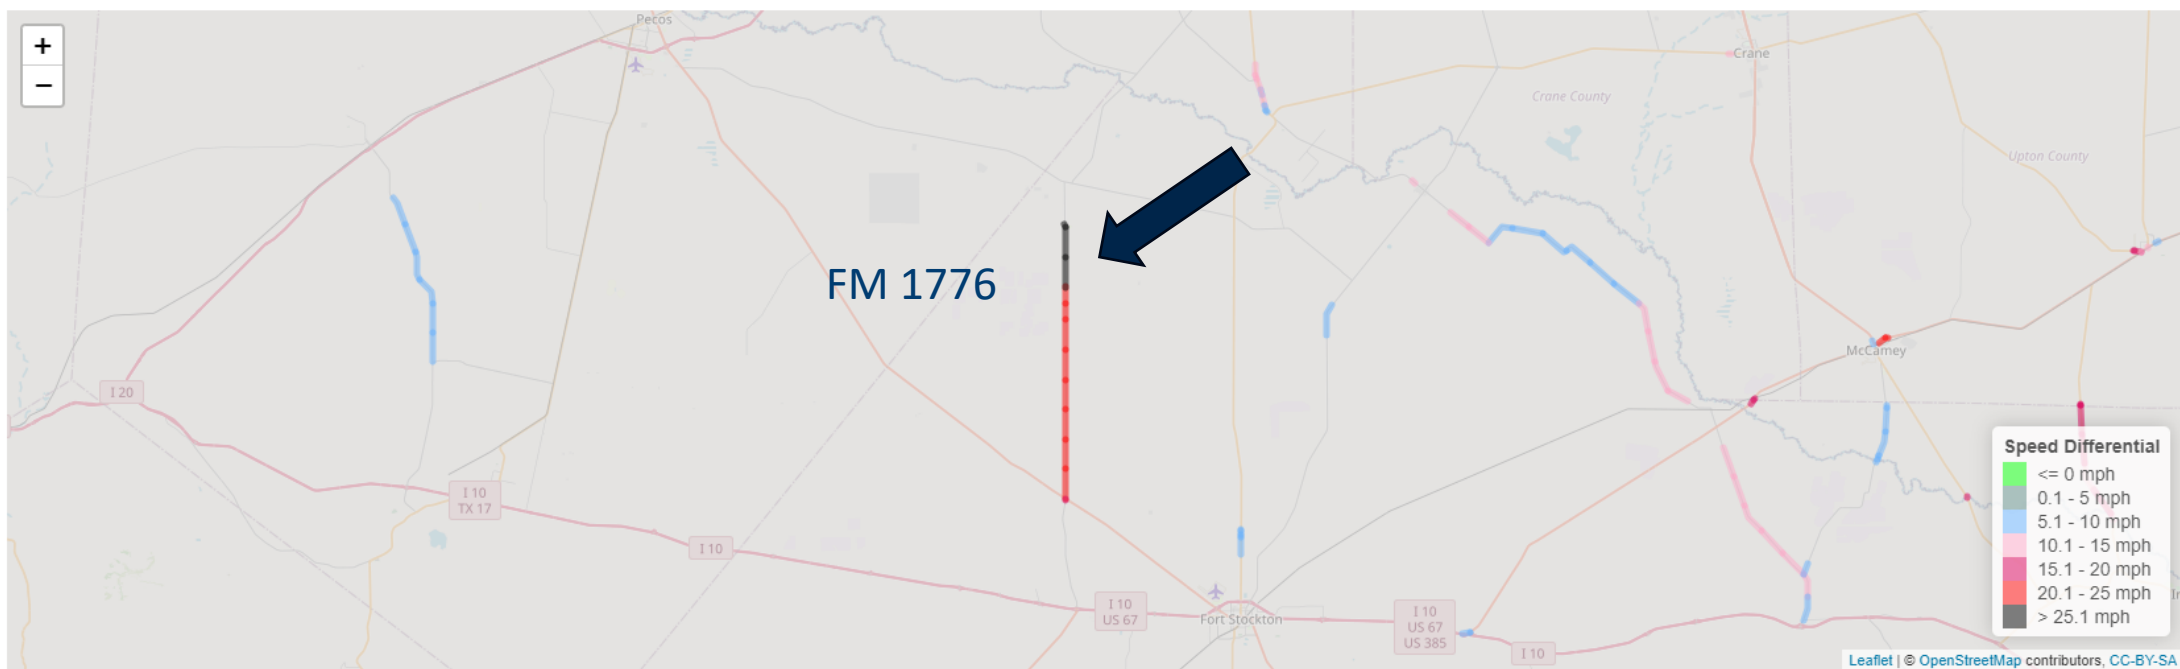 Pecos
+
−
Crane
Crane County
Upton County
FM 1776
McCamey
I 20
I 10
TX 17
I 10
I 10
US 67
Fort Stockton
I 10
US 67
US 385
I 10
Speed Differential
<= 0 mph
0.1 - 5 mph
5.1 - 10 mph
10.1 - 15 mph
15.1 - 20 mph
20.1 - 25 mph
> 25.1 mph
Leaflet | © OpenStreetMap contributors, CC-BY-SA